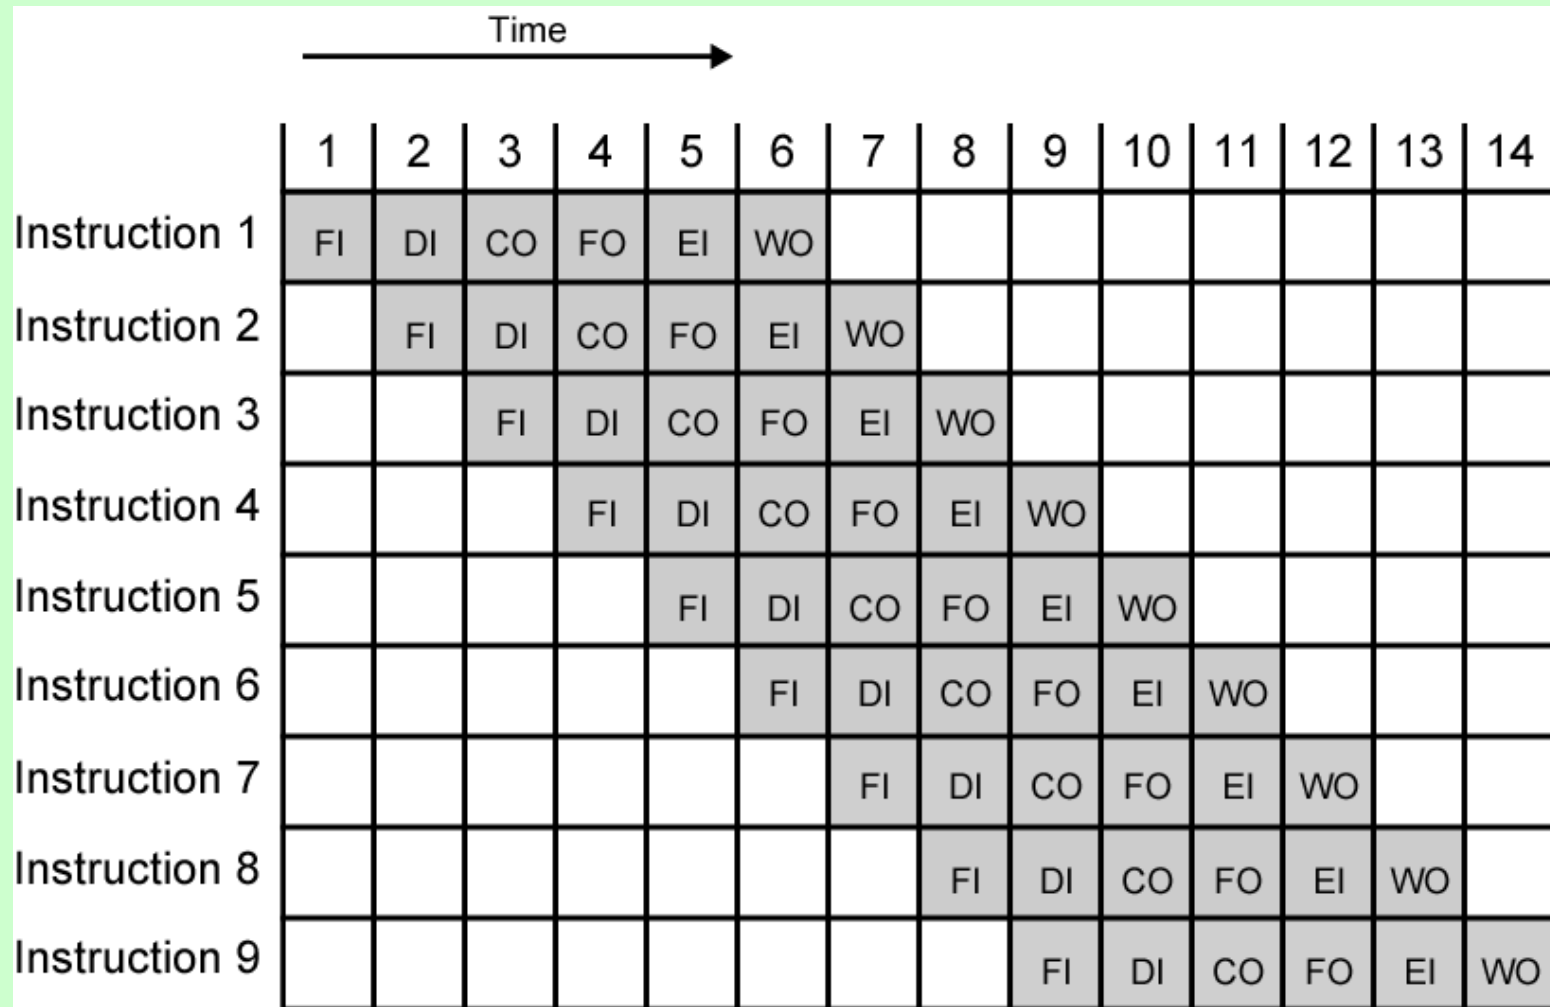 Time
1 2 3 4 5 6 7 8 9 10 11 12 13 14
Instruction 1 FI DI CO FO EI WO
Instruction 2 FI DI CO FO EI WO
Instruction 3 FI DI CO FO EI WO
Instruction 4 FI DI CO FO EI WO
Instruction 5 FI DI CO FO EI WO
Instruction 6 FI DI CO FO EI WO
Instruction 7 FI DI CO FO EI WO
Instruction 8 FI DI CO FO EI WO
Instruction 9 FI DI CO FO EI WO